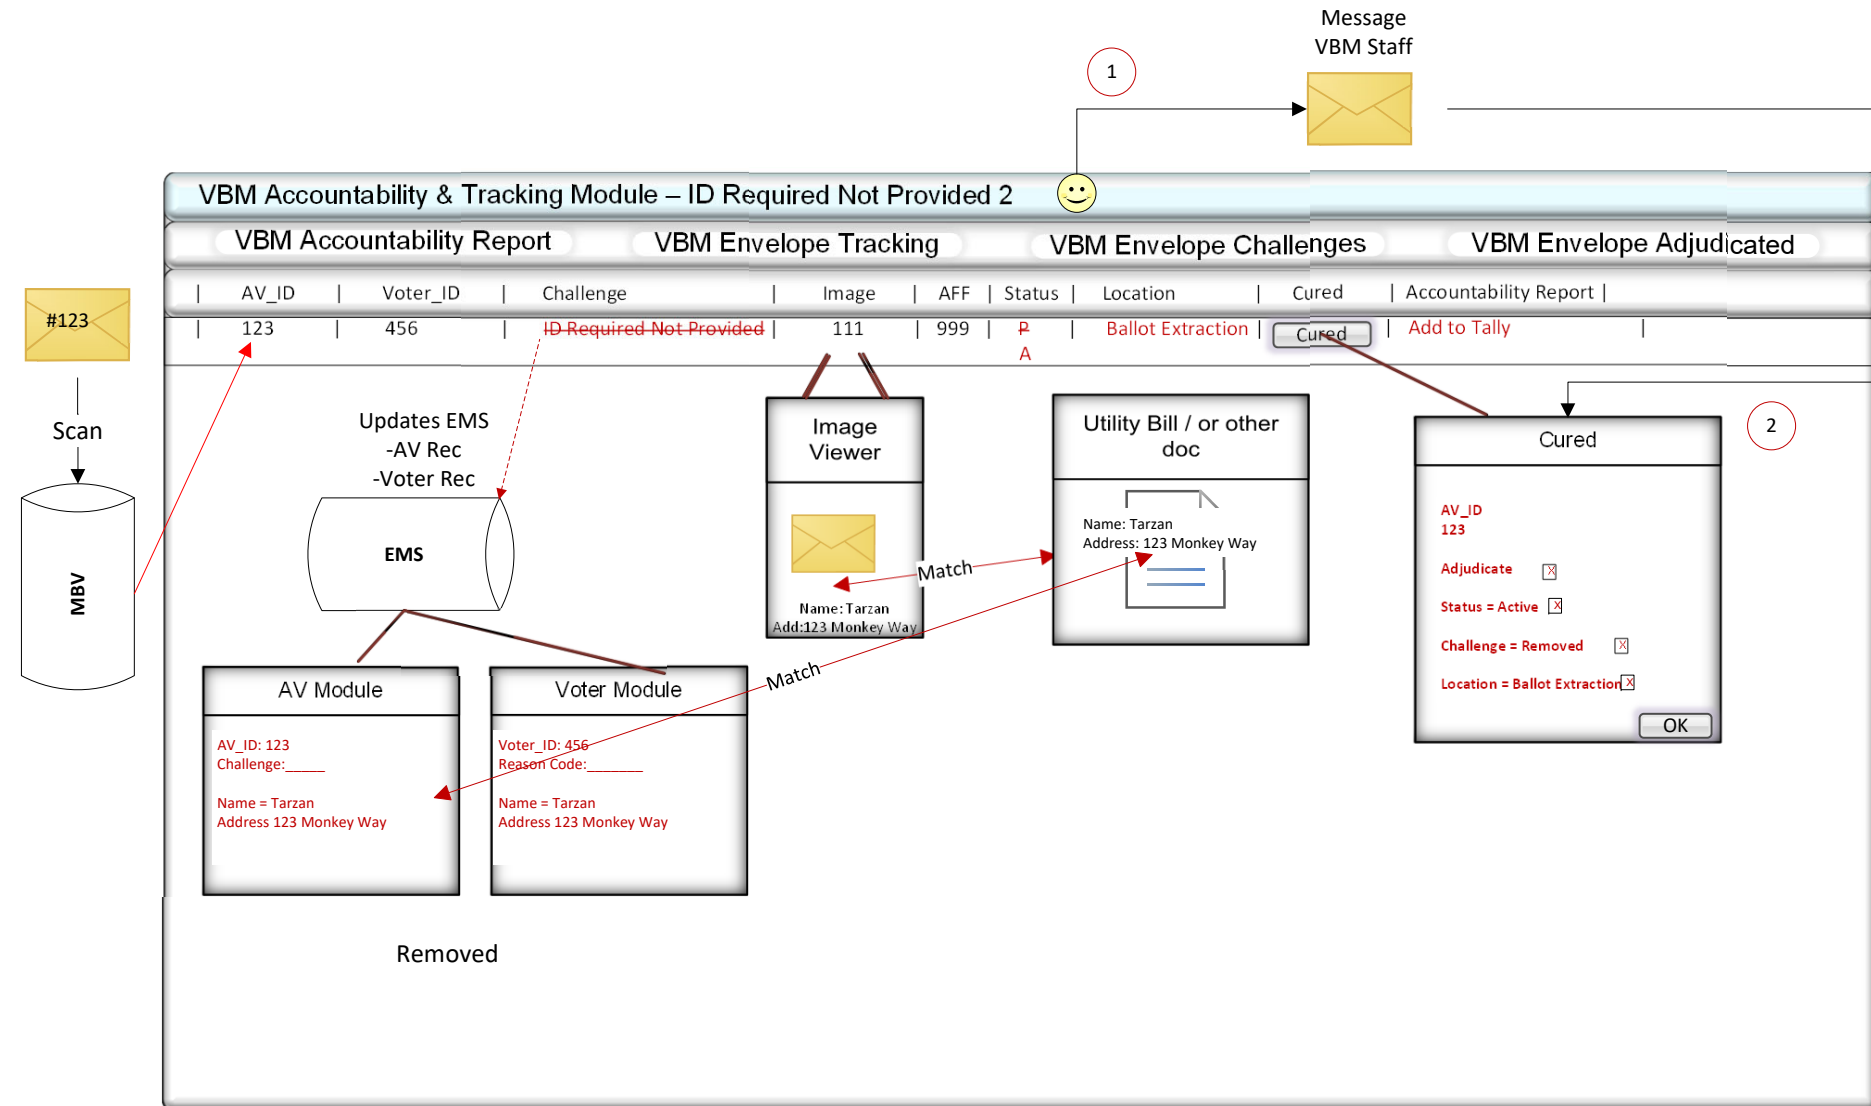 Message
VBM Staff
1
VBM Accountability & Tracking Module – ID Required Not Provided 2
VBM Accountability Report VBM Envelope Tracking VBM Envelope Challenges VBM Envelope Adjudicated
| AV_ID | Voter_ID | Challenge | Image | AFF | Status | Location | Cured | Accountability Report |
| 123 | 456 | ID Required Not Provided | 111 | 999 | P | Ballot Extraction | Cured | Add to Tally |
A
#123
Scan
MBV
Updates EMS
-AV Rec
-Voter Rec
EMS
Image
Viewer
Name: Tarzan
Add:123 Monkey Way
Match
Match
Utility Bill / or other
doc
Name: Tarzan
Address: 123 Monkey Way
2
Cured
AV_ID
123
Adjudicate X
Status = Active X
Challenge = Removed X
Location = Ballot Extraction X
OK
AV Module
AV_ID: 123
Challenge:_____
Name = Tarzan
Address 123 Monkey Way
Voter Module
Voter_ID: 456
Reason Code:_______
Name = Tarzan
Address 123 Monkey Way
Removed